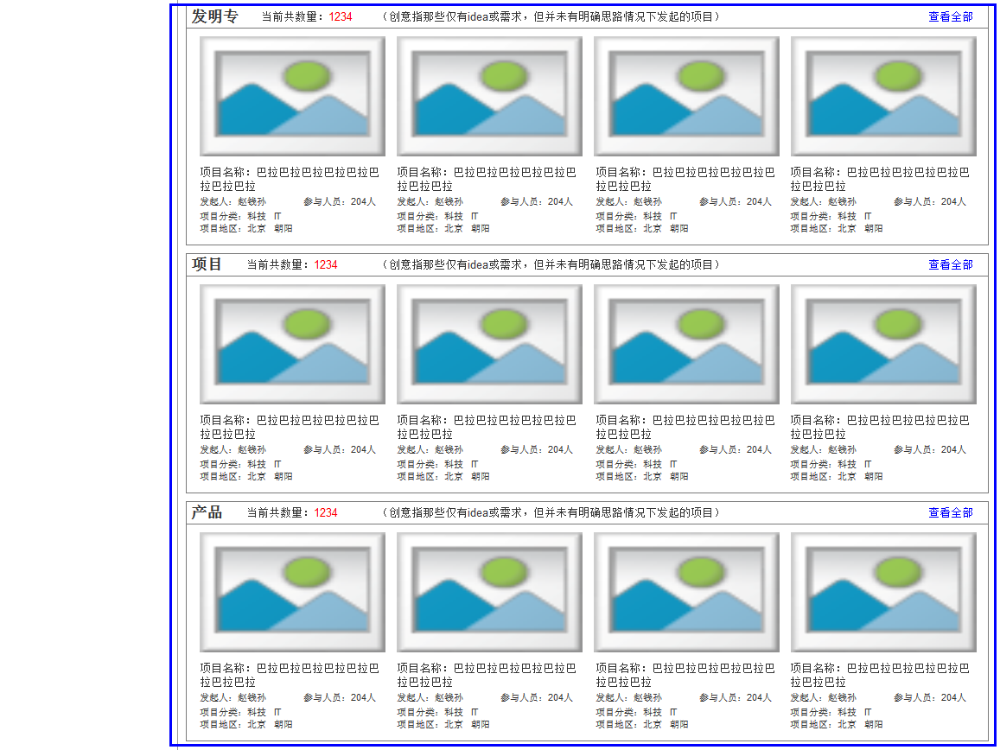 发明专 当前共数量：1234 （创意指那些仅有idea或需求，但并未有明确思路情况下发起的项目） 查看全部
项目名称：巴拉巴拉巴拉巴拉巴拉巴 项目名称：巴拉巴拉巴拉巴拉巴拉巴 项目名称：巴拉巴拉巴拉巴拉巴拉巴 项目名称：巴拉巴拉巴拉巴拉巴拉巴
拉巴拉巴拉 拉巴拉巴拉 拉巴拉巴拉 拉巴拉巴拉
发起人：赵钱孙 参与人员：204人 发起人：赵钱孙 参与人员：204人 发起人：赵钱孙 参与人员：204人 发起人：赵钱孙 参与人员：204人
项目分类：科技 IT 项目分类：科技 IT 项目分类：科技 IT 项目分类：科技 IT
项目地区：北京 朝阳 项目地区：北京 朝阳 项目地区：北京 朝阳 项目地区：北京 朝阳
项目 当前共数量：1234 （创意指那些仅有idea或需求，但并未有明确思路情况下发起的项目） 查看全部
项目名称：巴拉巴拉巴拉巴拉巴拉巴 项目名称：巴拉巴拉巴拉巴拉巴拉巴 项目名称：巴拉巴拉巴拉巴拉巴拉巴 项目名称：巴拉巴拉巴拉巴拉巴拉巴
拉巴拉巴拉 拉巴拉巴拉 拉巴拉巴拉 拉巴拉巴拉
发起人：赵钱孙 参与人员：204人 发起人：赵钱孙 参与人员：204人 发起人：赵钱孙 参与人员：204人 发起人：赵钱孙 参与人员：204人
项目分类：科技 IT 项目分类：科技 IT 项目分类：科技 IT 项目分类：科技 IT
项目地区：北京 朝阳 项目地区：北京 朝阳 项目地区：北京 朝阳 项目地区：北京 朝阳
产品 当前共数量：1234 （创意指那些仅有idea或需求，但并未有明确思路情况下发起的项目） 查看全部
项目名称：巴拉巴拉巴拉巴拉巴拉巴 项目名称：巴拉巴拉巴拉巴拉巴拉巴 项目名称：巴拉巴拉巴拉巴拉巴拉巴 项目名称：巴拉巴拉巴拉巴拉巴拉巴
拉巴拉巴拉 拉巴拉巴拉 拉巴拉巴拉 拉巴拉巴拉
发起人：赵钱孙 参与人员：204人 发起人：赵钱孙 参与人员：204人 发起人：赵钱孙 参与人员：204人 发起人：赵钱孙 参与人员：204人
项目分类：科技 IT 项目分类：科技 IT 项目分类：科技 IT 项目分类：科技 IT
项目地区：北京 朝阳 项目地区：北京 朝阳 项目地区：北京 朝阳 项目地区：北京 朝阳